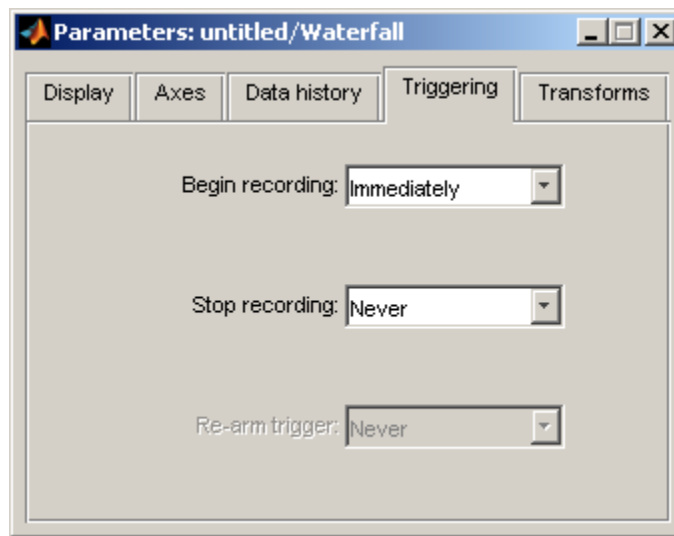 Parameters: untitled/Waterfall
Display Axes Data history Triggering Transforms
Begin recording: Immediately
Stop recording: Never
Re-arm trigger: Never